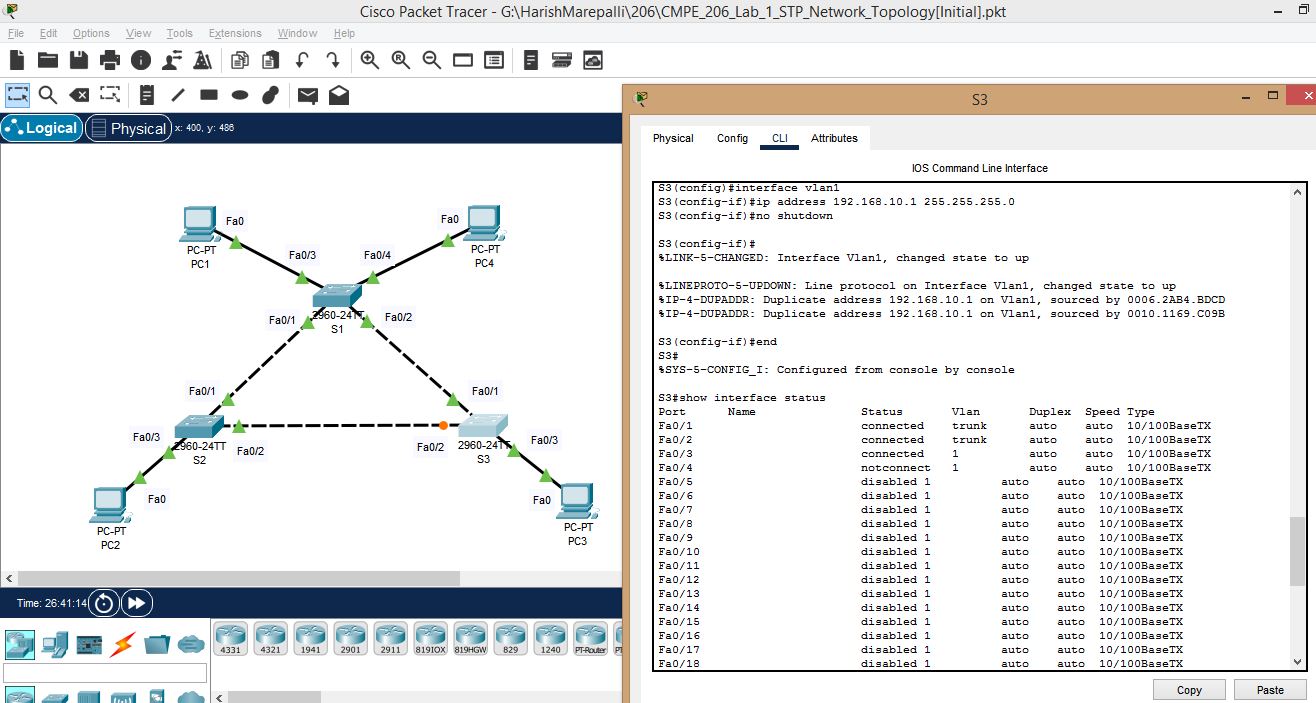 Cisco Packet Tracer - G:\HarishMarepalli\206\CMPE_206_Lab_1_STP_Network_Topology[Initial].pkt
File Edit Options View Tools Extensions Window Help
Logical Physical x: 400, y: 486
Fa0
Fa0
PC-PT
PC1
PC-PT
PC4
Fa0/3
Fa0/4
2960-24TT
S1
Fa0/1
Fa0/2
Fa0/1
Fa0/1
2960-24TT
S2
Fa0/3
Fa0/2
Fa0/2
2960-24TT
S3
Fa0/3
Fa0
Fa0
PC-PT
PC2
PC-PT
PC3
Time: 26:41:14
4331 4321 1941 2901 2911 819IOX 819HGW 829 1240 PT-Router
S3
Physical Config CLI Attributes
IOS Command Line Interface
S3(config)#interface vlan1
S3(config-if)#ip address 192.168.10.1 255.255.255.0
S3(config-if)#no shutdown
S3(config-if)#
%LINK-5-CHANGED: Interface Vlan1, changed state to up
%LINEPROTO-5-UPDOWN: Line protocol on Interface Vlan1, changed state to up
%IP-4-DUPADDR: Duplicate address 192.168.10.1 on Vlan1, sourced by 0006.2AB4.BDCD
%IP-4-DUPADDR: Duplicate address 192.168.10.1 on Vlan1, sourced by 0010.1169.C09B
S3(config-if)#end
S3#
%SYS-5-CONFIG_I: Configured from console by console
S3#show interface status
Port Name Status Vlan Duplex Speed Type
Fa0/1 connected trunk auto auto 10/100BaseTX
Fa0/2 connected trunk auto auto 10/100BaseTX
Fa0/3 connected 1 auto auto 10/100BaseTX
Fa0/4 notconnect 1 auto auto 10/100BaseTX
Fa0/5 disabled 1 auto auto 10/100BaseTX
Fa0/6 disabled 1 auto auto 10/100BaseTX
Fa0/7 disabled 1 auto auto 10/100BaseTX
Fa0/8 disabled 1 auto auto 10/100BaseTX
Fa0/9 disabled 1 auto auto 10/100BaseTX
Fa0/10 disabled 1 auto auto 10/100BaseTX
Fa0/11 disabled 1 auto auto 10/100BaseTX
Fa0/12 disabled 1 auto auto 10/100BaseTX
Fa0/13 disabled 1 auto auto 10/100BaseTX
Fa0/14 disabled 1 auto auto 10/100BaseTX
Fa0/15 disabled 1 auto auto 10/100BaseTX
Fa0/16 disabled 1 auto auto 10/100BaseTX
Fa0/17 disabled 1 auto auto 10/100BaseTX
Fa0/18 disabled 1 auto auto 10/100BaseTX
Copy Paste